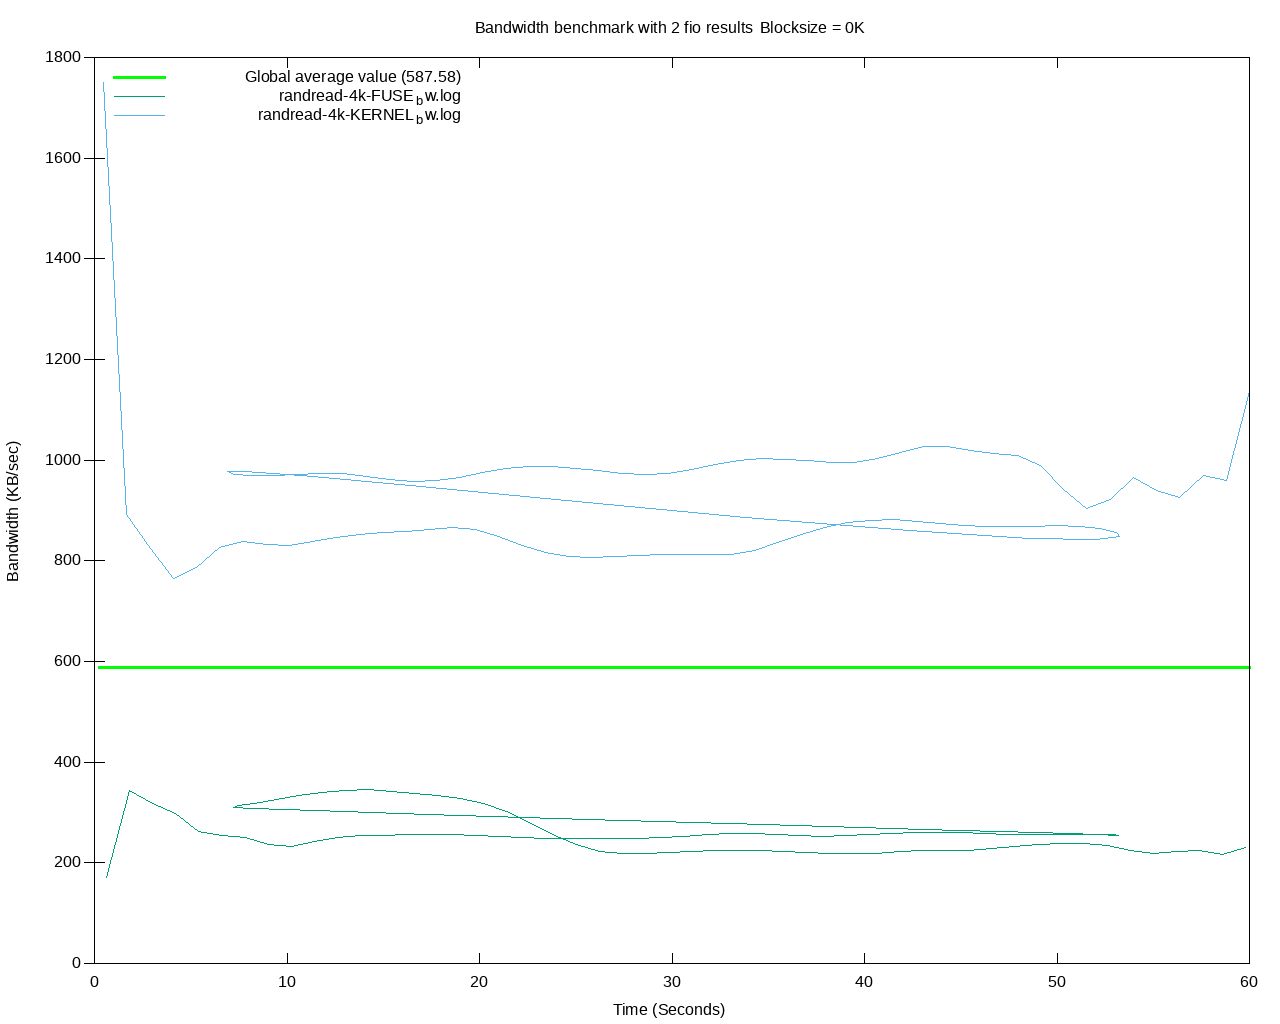 Bandwidth benchmark with 2 fio results Blocksize = 0K
1800
Global average value (587.58)
randread-4k-FUSE_bw.log
randread-4k-KERNEL_bw.log
1600
1400
1200
1000
800
600
400
200
0
Bandwidth (KB/sec)
0 10 20 30 40 50 60
Time (Seconds)